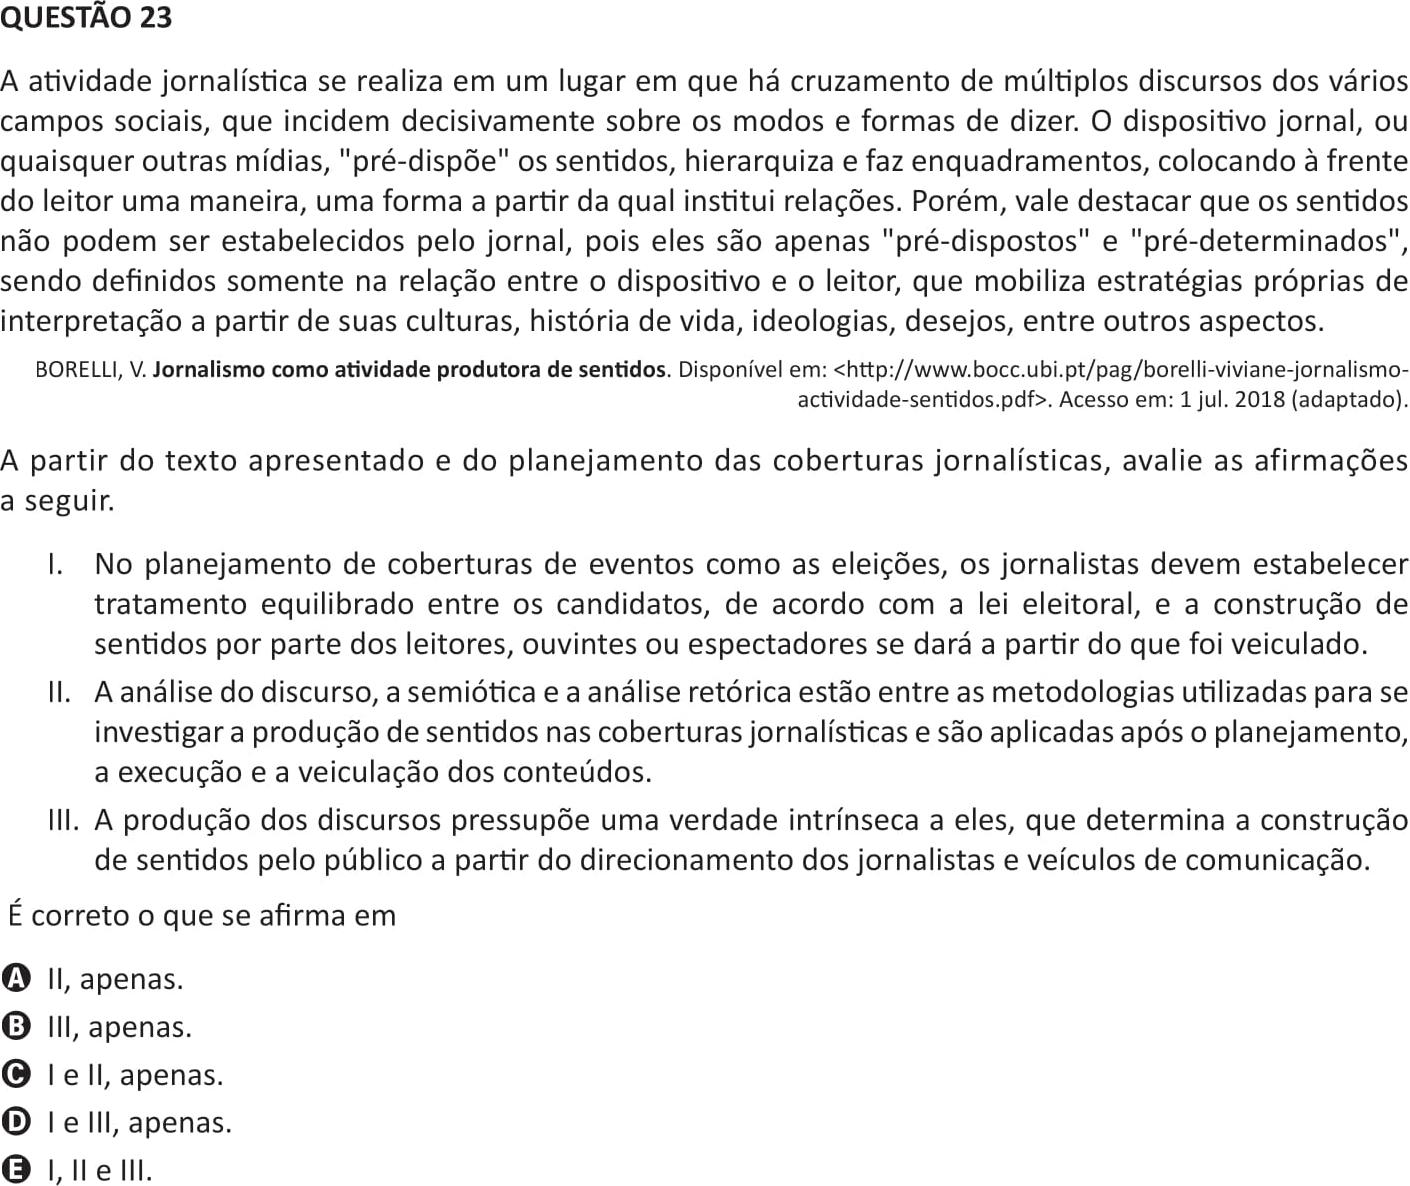 QUESTÃO 23
A atividade jornalística se realiza em um lugar em que há cruzamento de múltiplos discursos dos vários
campos sociais, que incidem decisivamente sobre os modos e formas de dizer. O dispositivo jornal, ou
quaisquer outras mídias, "pré-dispõe" os sentidos, hierarquiza e faz enquadramentos, colocando à frente
do leitor uma maneira, uma forma a partir da qual institui relações. Porém, vale destacar que os sentidos
não podem ser estabelecidos pelo jornal, pois eles são apenas "pré-dispostos" e "pré-determinados",
sendo definidos somente na relação entre o dispositivo e o leitor, que mobiliza estratégias próprias de
interpretação a partir de suas culturas, história de vida, ideologias, desejos, entre outros aspectos.
BORELLI, V. Jornalismo como atividade produtora de sentidos. Disponível em: <http://www.bocc.ubi.pt/pag/borelli-viviane-jornalismo-
actividade-sentidos.pdf>. Acesso em: 1 jul. 2018 (adaptado).
A partir do texto apresentado e do planejamento das coberturas jornalísticas, avalie as afirmações
a seguir.
I. No planejamento de coberturas de eventos como as eleições, os jornalistas devem estabelecer
tratamento equilibrado entre os candidatos, de acordo com a lei eleitoral, e a construção de
sentidos por parte dos leitores, ouvintes ou espectadores se dará a partir do que foi veiculado.
II. A análise do discurso, a semiótica e a análise retórica estão entre as metodologias utilizadas para se
investigar a produção de sentidos nas coberturas jornalísticas e são aplicadas após o planejamento,
a execução e a veiculação dos conteúdos.
III. A produção dos discursos pressupõe uma verdade intrínseca a eles, que determina a construção
de sentidos pelo público a partir do direcionamento dos jornalistas e veículos de comunicação.
É correto o que se afirma em
A II, apenas.
B III, apenas.
C I e II, apenas.
D I e III, apenas.
E I, II e III.